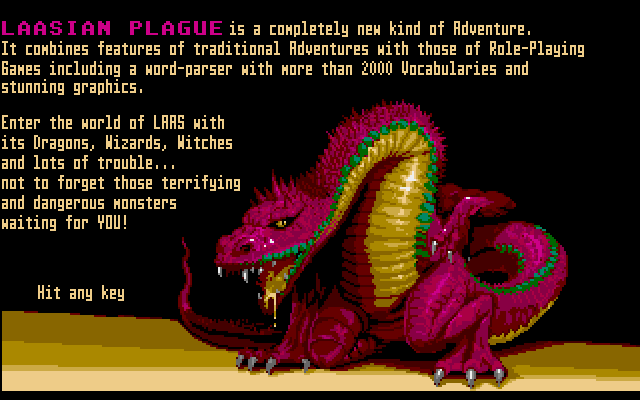 LAASIAN PLAGUE is a completely new kind of Adventure.
It combines features of traditional Adventures with those of Role-Playing
Games including a word-parser with more than 2000 Vocabularies and
stunning graphics.
Enter the world of LAAS with
its Dragons, Wizards, Witches
and lots of trouble...
not to forget those terrifying
and dangerous monsters
waiting for YOU!
Hit any key